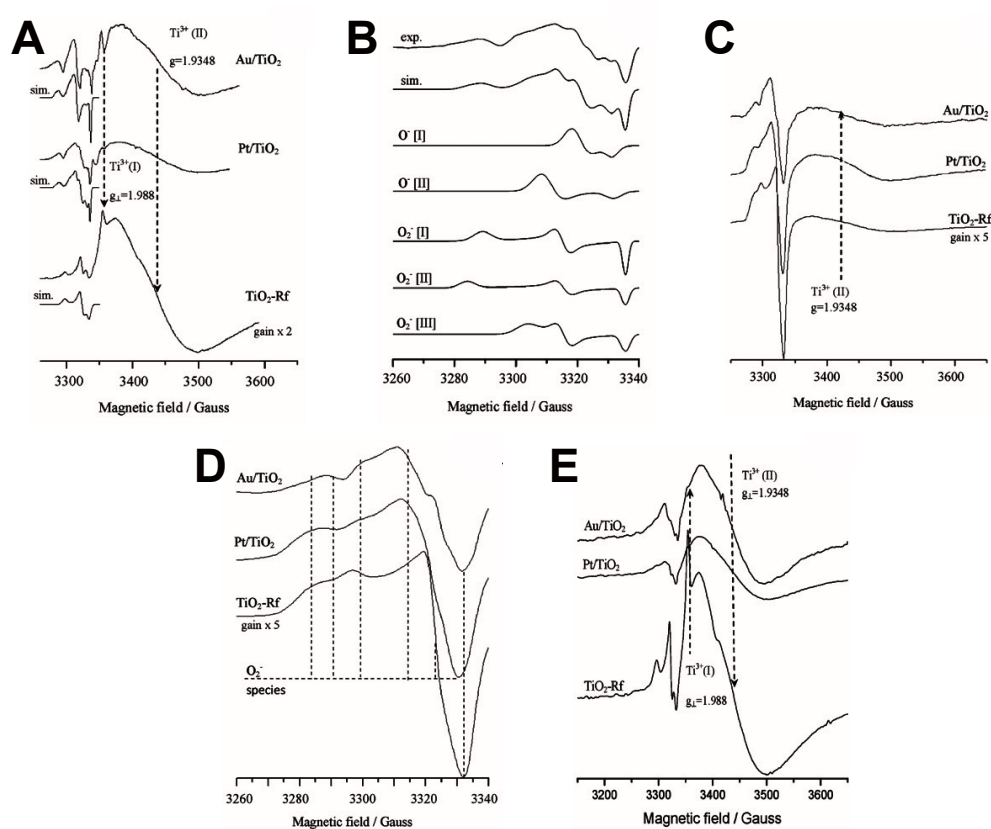 A
Ti³⁺ (II)
g=1.9348
Au/TiO₂
sim.
Pt/TiO₂
Ti³⁺(I)
sim.
g⊥=1.988
TiO₂-Rf
sim.
gain x 2
3300 3400 3500 3600
Magnetic field / Gauss
B
exp.
sim.
O⁻ [I]
O⁻ [II]
O₂⁻ [I]
O₂⁻ [II]
O₂⁻ [III]
3260 3280 3300 3320 3340
Magnetic field / Gauss
C
Au/TiO₂
Pt/TiO₂
TiO₂-Rf
gain x 5
Ti³⁺ (II)
g=1.9348
3300 3400 3500 3600
Magnetic field / Gauss
D
Au/TiO₂
Pt/TiO₂
TiO₂-Rf
gain x 5
O₂⁻
species
3260 3280 3300 3320 3340
Magnetic field / Gauss
E
Ti³⁺ (II)
g⊥=1.9348
Au/TiO₂
Pt/TiO₂
Ti³⁺(I)
TiO₂-Rf
g⊥=1.988
3200 3300 3400 3500 3600
Magnetic field / Gauss